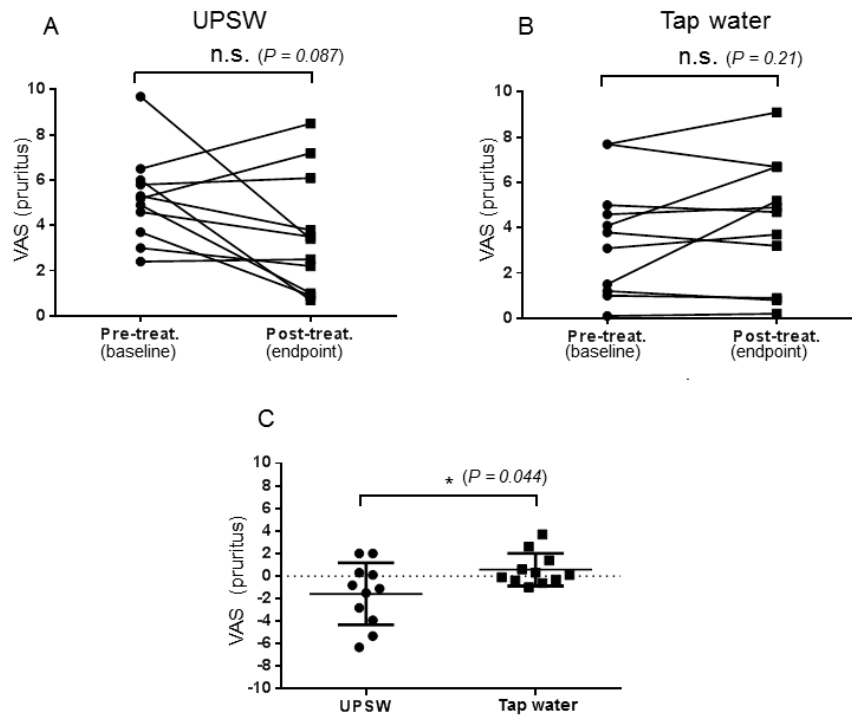 A
UPSW
n.s. (P = 0.087)
VAS (pruritus)
10
8
6
4
2
0
Pre-treat.
(baseline)
Post-treat.
(endpoint)
B
Tap water
n.s. (P = 0.21)
VAS (pruritus)
10
8
6
4
2
0
Pre-treat.
(baseline)
Post-treat.
(endpoint)
C
* (P = 0.044)
VAS (pruritus)
10
8
6
4
2
0
-2
-4
-6
-8
-10
UPSW
Tap water